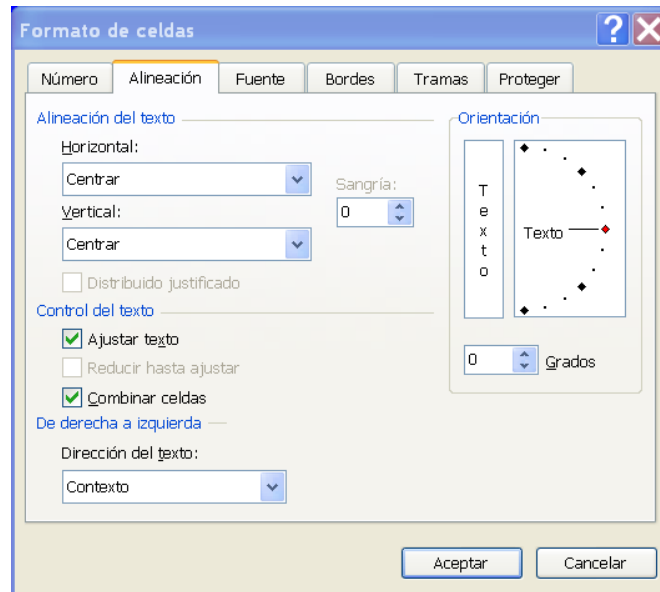 Formato de celdas
Número Alineación Fuente Bordes Tramas Proteger
Alineación del texto
Horizontal:
Centrar
Sangría:
0
Vertical:
Centrar
Distribuido justificado
Control del texto
Ajustar texto
Reducir hasta ajustar
Combinar celdas
De derecha a izquierda
Dirección del texto:
Contexto
Orientación
Texto
Texto
0 Grados
Aceptar Cancelar